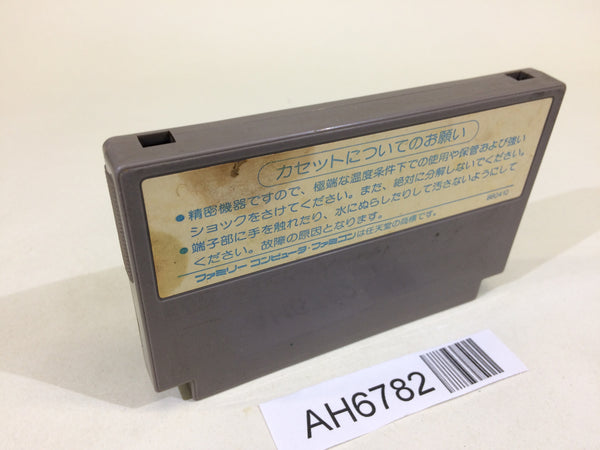 カセットについてのお願い
●精密機器ですので、極端な温度条件下での使用や保管および強い
ショックをさけてください。また、絶対に分解しないでください。
●端子部に手を触れたり、水にぬらしたりして汚さないようにして
ください。故障の原因となります。
ファミリーコンピュータ・ファミコンは任天堂の商標です。
AH6782